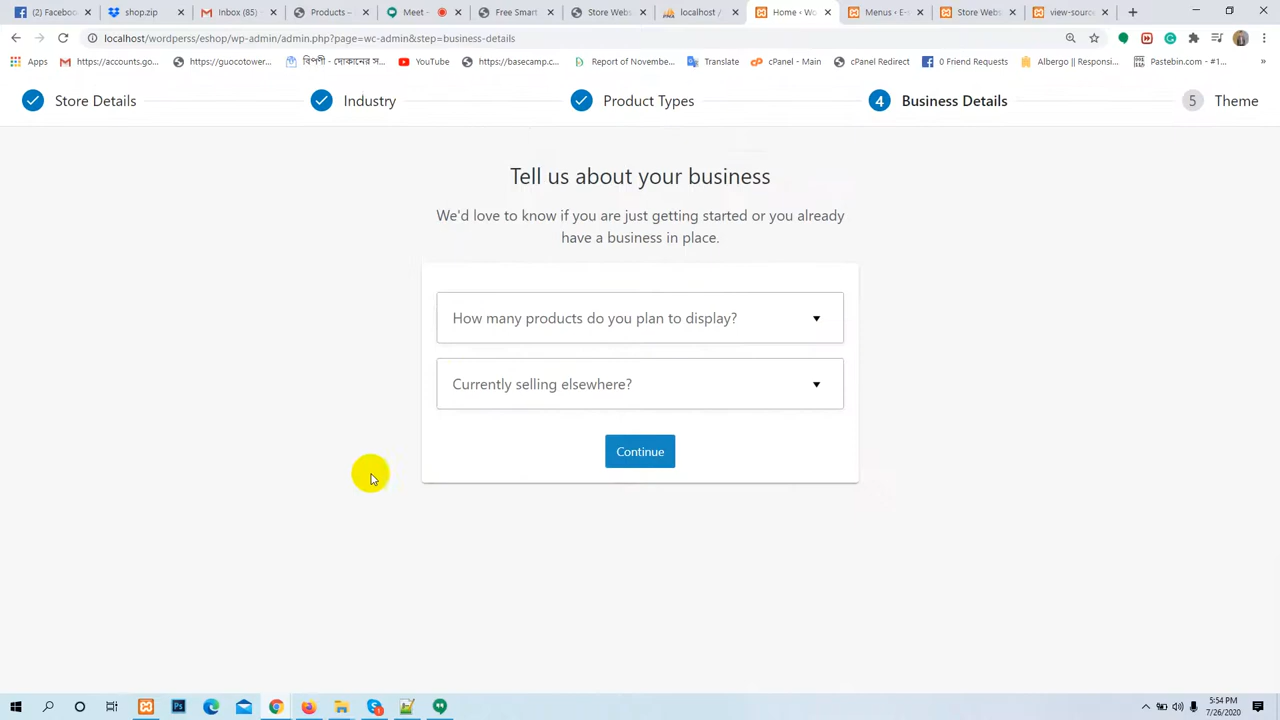 (2) Faceboo
shop.zip
Inbox (85)
Products –
Meet –
Free Smart
Store Webs
localhost /
Home ‹ Wo
Menus ‹ E-s
Store Webs
view-source
localhost/wordperss/eshop/wp-admin/admin.php?page=wc-admin&step=business-details
Apps
https://accounts.go...
https://guocotower...
বিপণী - দোকানের স...
YouTube
https://basecamp.c...
Report of Novembe...
Translate
cPanel - Main
cPanel Redirect
0 Friend Requests
Albergo || Responsi...
Pastebin.com - #1...
»
Store Details
Industry
Product Types
4 Business Details
5 Theme
Tell us about your business
We'd love to know if you are just getting started or you already
have a business in place.
How many products do you plan to display?
Currently selling elsewhere?
Continue
5:54 PM
7/26/2020